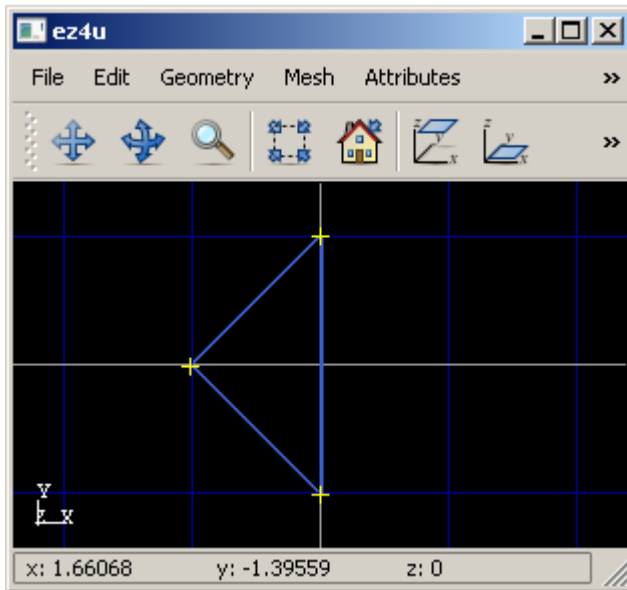 ez4u
File Edit Geometry Mesh Attributes »
»
z y x
z y x
Y
z x
x: 1.66068 y: -1.39559 z: 0